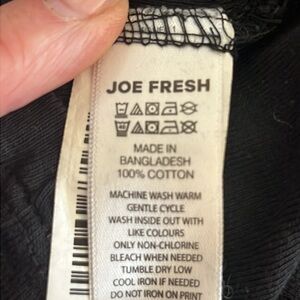 JOE FRESH
MADE IN
BANGLADESH
100% COTTON
MACHINE WASH WARM
GENTLE CYCLE
WASH INSIDE OUT WITH
LIKE COLOURS
ONLY NON-CHLORINE
BLEACH WHEN NEEDED
TUMBLE DRY LOW
COOL IRON IF NEEDED
DO NOT IRON ON PRINT